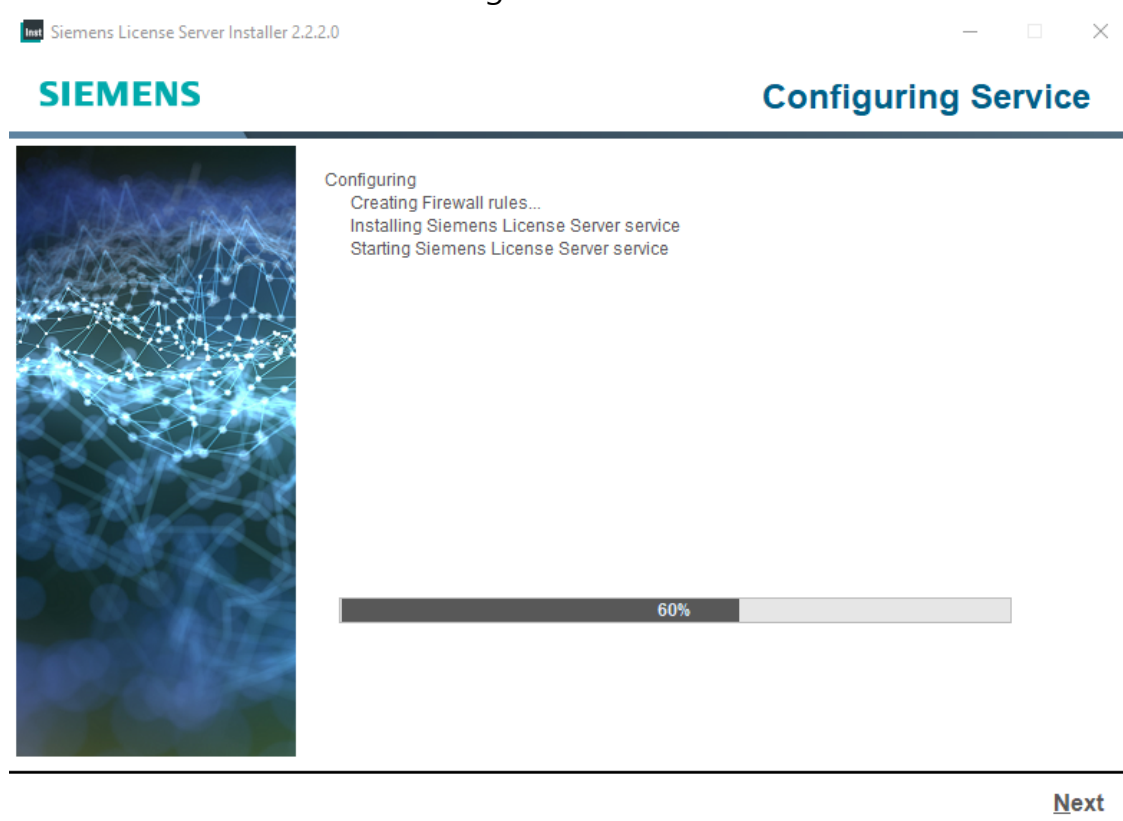 Inst Siemens License Server Installer 2.2.2.0
SIEMENS
Configuring Service
Configuring
Creating Firewall rules...
Installing Siemens License Server service
Starting Siemens License Server service
60%
Next